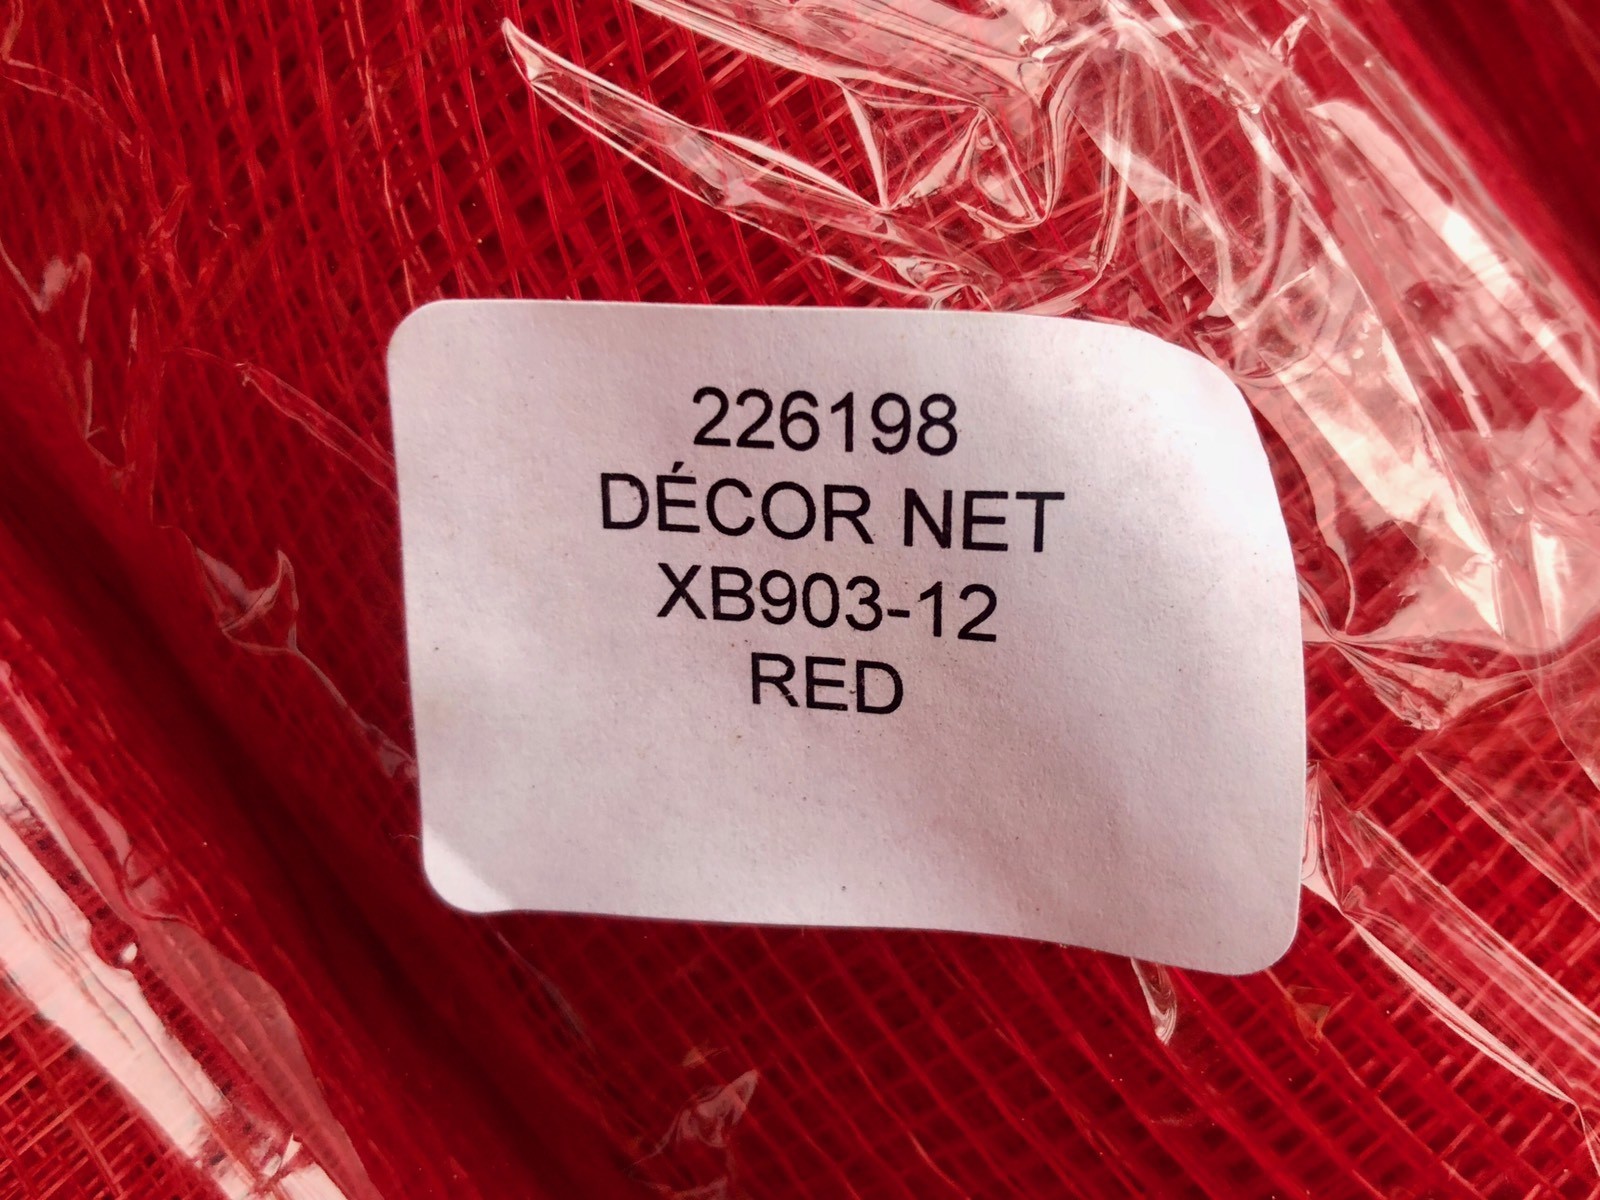 226198
DÉCOR NET
XB903-12
RED